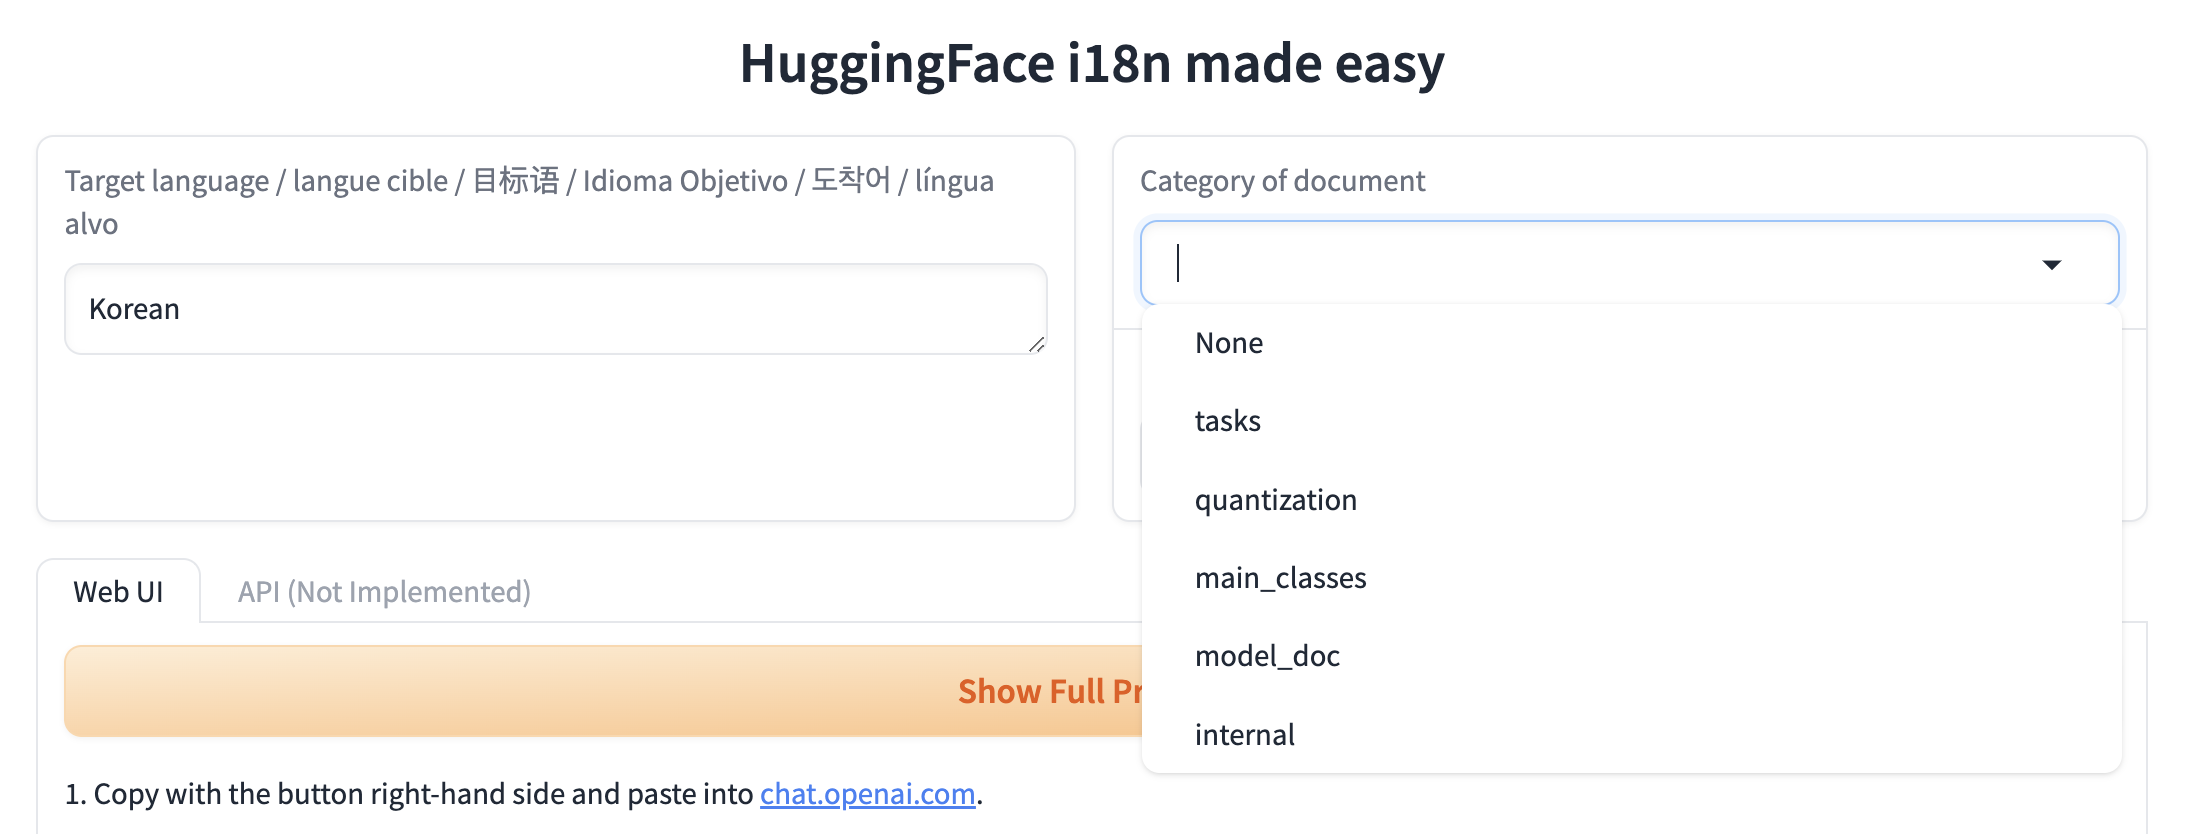 HuggingFace i18n made easy
Target language / langue cible / 目标语 / Idioma Objetivo / 도착어 / língua
alvo
Korean
Category of document
None
tasks
quantization
main_classes
model_doc
internal
Web UI
API (Not Implemented)
Show Full Pr
1. Copy with the button right-hand side and paste into chat.openai.com.